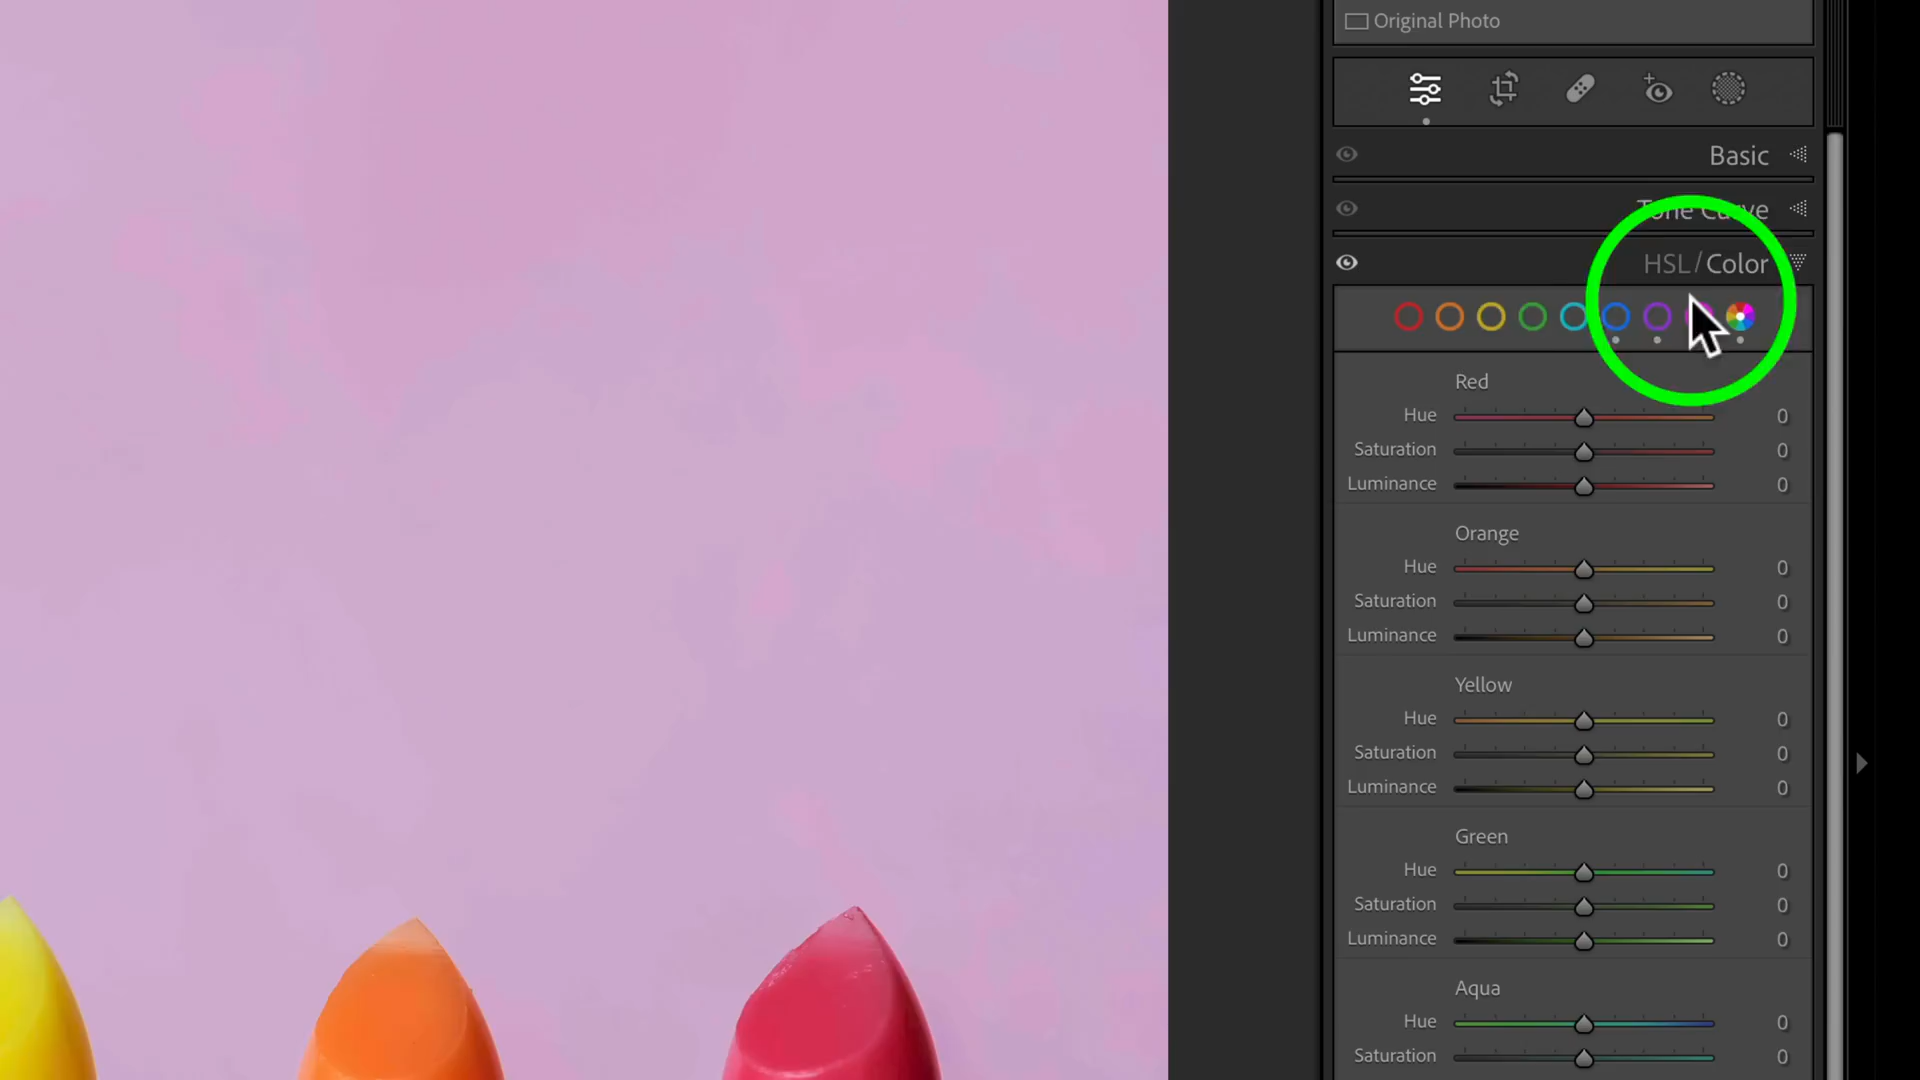 Original Photo
Basic
Tone Curve
HSL / Color
Red
Hue 0
Saturation 0
Luminance 0
Orange
Hue 0
Saturation 0
Luminance 0
Yellow
Hue 0
Saturation 0
Luminance 0
Green
Hue 0
Saturation 0
Luminance 0
Aqua
Hue 0
Saturation 0